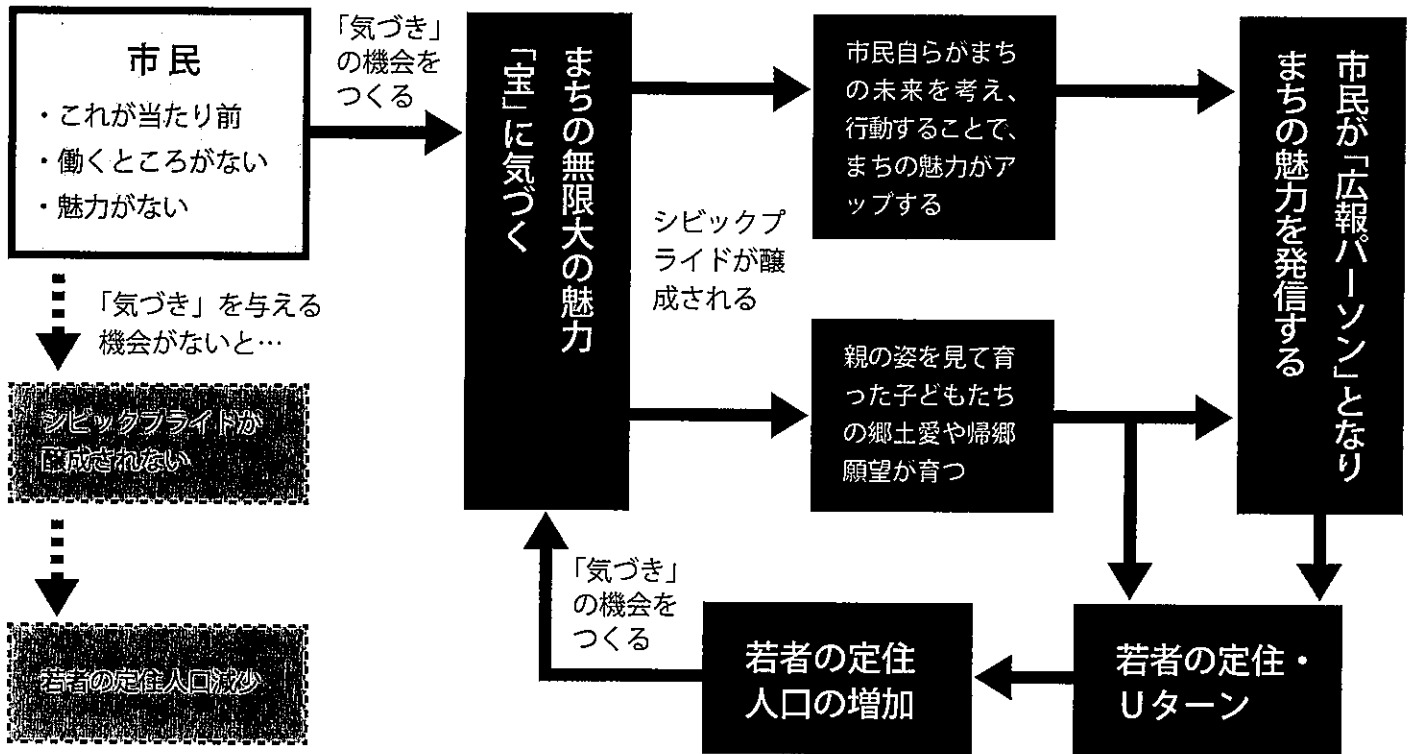 市民
・これが当たり前
・働くところがない
・魅力がない
「気づき」
の機会を
つくる
「気づき」を与える
機会がないと…
シビックプライドが
醸成されない
若者の定住人口減少
まちの無限大の魅力
「宝」に気づく
シビックプ
ライドが醸
成される
市民自らがまち
の未来を考え、
行動することで、
まちの魅力がア
ップする
親の姿を見て育
った子どもたち
の郷土愛や帰郷
願望が育つ
市民が「広報パーソン」となり
まちの魅力を発信する
若者の定住・
Uターン
若者の定住
人口の増加
「気づき」
の機会を
つくる